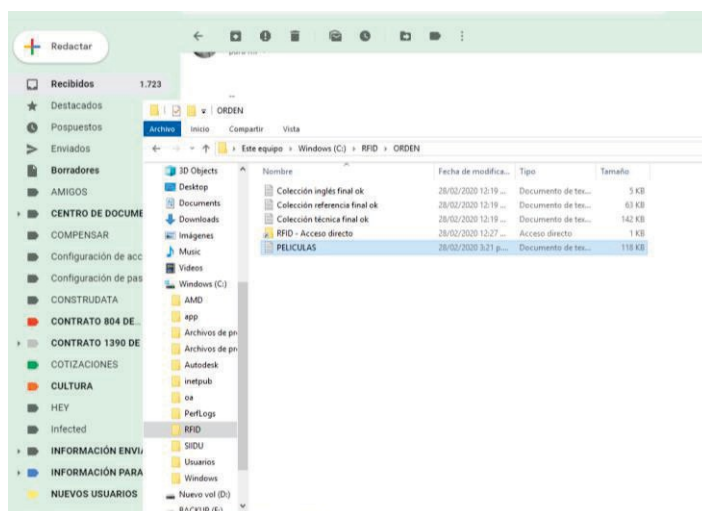 Redactar
Recibidos 1.723
Destacados
Pospuestos
Enviados
Borradores
AMIGOS
CENTRO DE DOCUME
COMPENSAR
Configuración de acc
Configuración de pas
CONSTRUDATA
CONTRATO 804 DE...
CONTRATO 1390 DE
COTIZACIONES
CULTURA
HEY
Infected
INFORMACIÓN ENVIA
INFORMACIÓN PARA
NUEVOS USUARIOS
ORDEN
Archivo Inicio Compartir Vista
Este equipo › Windows (C:) › RFID › ORDEN
3D Objects
Desktop
Documents
Downloads
Imágenes
Music
Videos
Windows (C:)
AMD
app
Archivos de pr
Archivos de pr
Autodesk
inetpub
oa
PerfLogs
RFID
SIIDU
Usuarios
Windows
Nuevo vol (D:)
BACKUP (E:)
Nombre Fecha de modifica... Tipo Tamaño
Colección inglés final ok 28/02/2020 12:19 ... Documento de tex... 5 KB
Colección referencia final ok 28/02/2020 12:19 ... Documento de tex... 63 KB
Colección técnica final ok 28/02/2020 12:19 ... Documento de tex... 142 KB
RFID - Acceso directo 28/02/2020 12:27 ... Acceso directo 1 KB
PELICULAS 28/02/2020 3:21 p.... Documento de tex... 118 KB